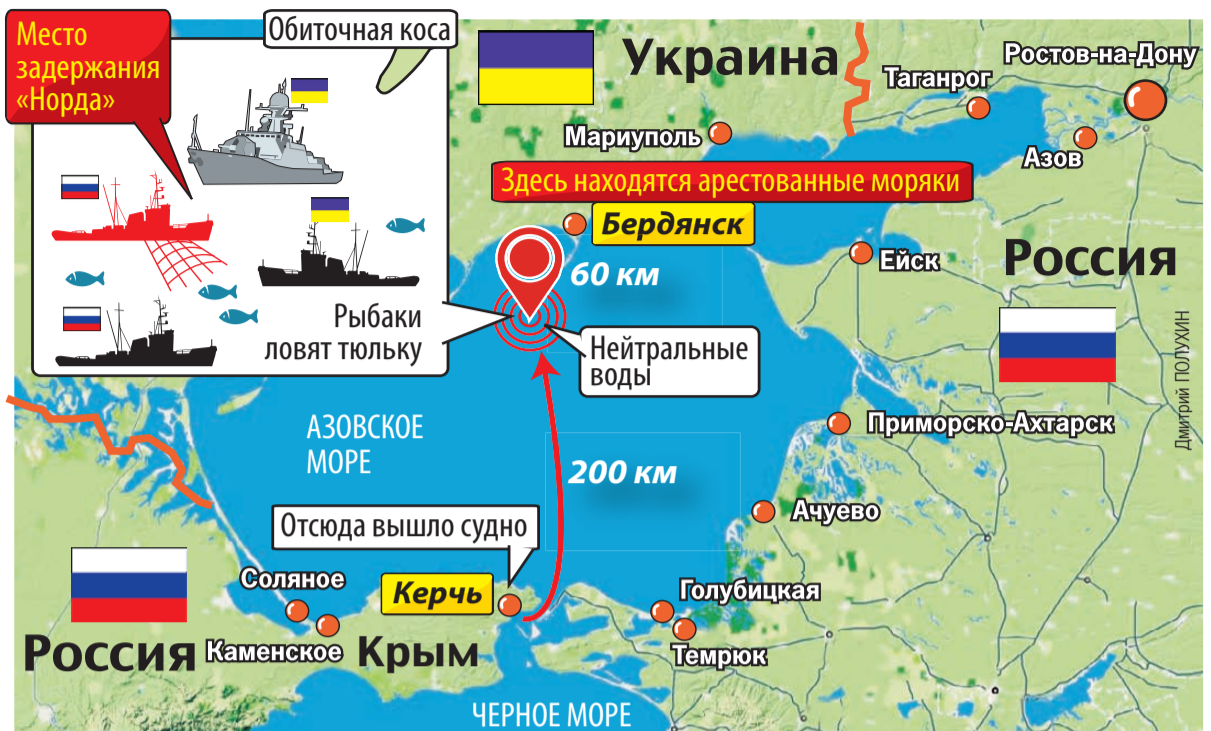 Место
задержания
«Норда»
Обиточная коса
Украина
Ростов-на-Дону
Таганрог
Мариуполь
Азов
Здесь находятся арестованные моряки
Бердянск
60 км
Ейск
Россия
Рыбаки
ловят тюльку
Нейтральные
воды
Дмитрий ПОЛУХИН
АЗОВСКОЕ
МОРЕ
Приморско-Ахтарск
200 км
Ачуево
Отсюда вышло судно
Соляное
Керчь
Голубицкая
Россия
Каменское
Крым
Темрюк
ЧЕРНОЕ МОРЕ